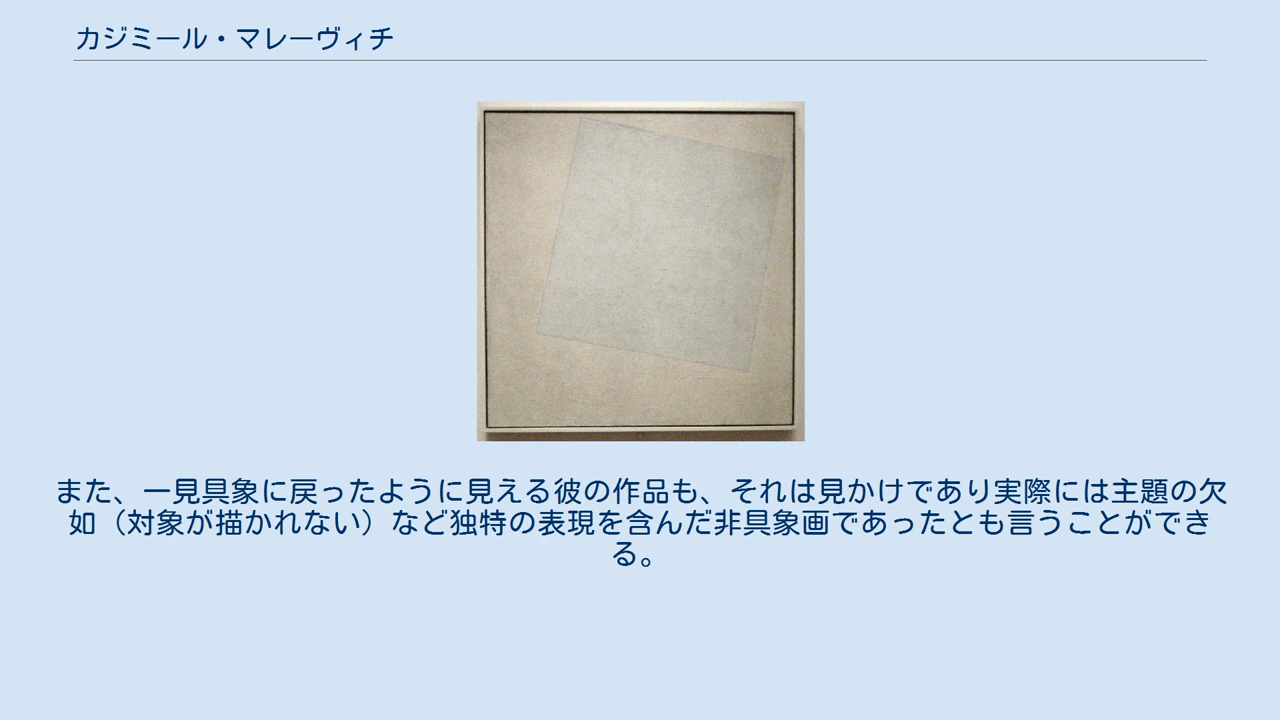 カジミール・マレーヴィチ
また、一見具象に戻ったように見える彼の作品も、それは見かけであり実際には主題の欠
如（対象が描かれない）など独特の表現を含んだ非具象画であったとも言うことができ
る。